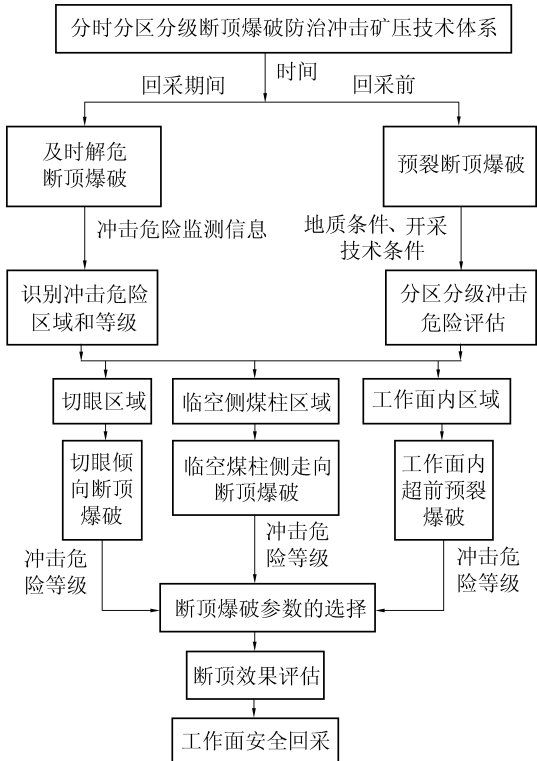 分时分区分级断顶爆破防治冲击矿压技术体系
时间
回采期间
回采前
及时解危
断顶爆破
预裂断顶爆破
冲击危险监测信息
地质条件、开采
技术条件
识别冲击危险
区域和等级
分区分级冲击
危险评估
切眼区域
临空侧煤柱区域
工作面内区域
切眼倾
向断顶
爆破
临空煤柱侧走向
断顶爆破
工作面内
超前预裂
爆破
冲击危
险等级
冲击危
险等级
冲击危
险等级
断顶爆破参数的选择
断顶效果评估
工作面安全回采